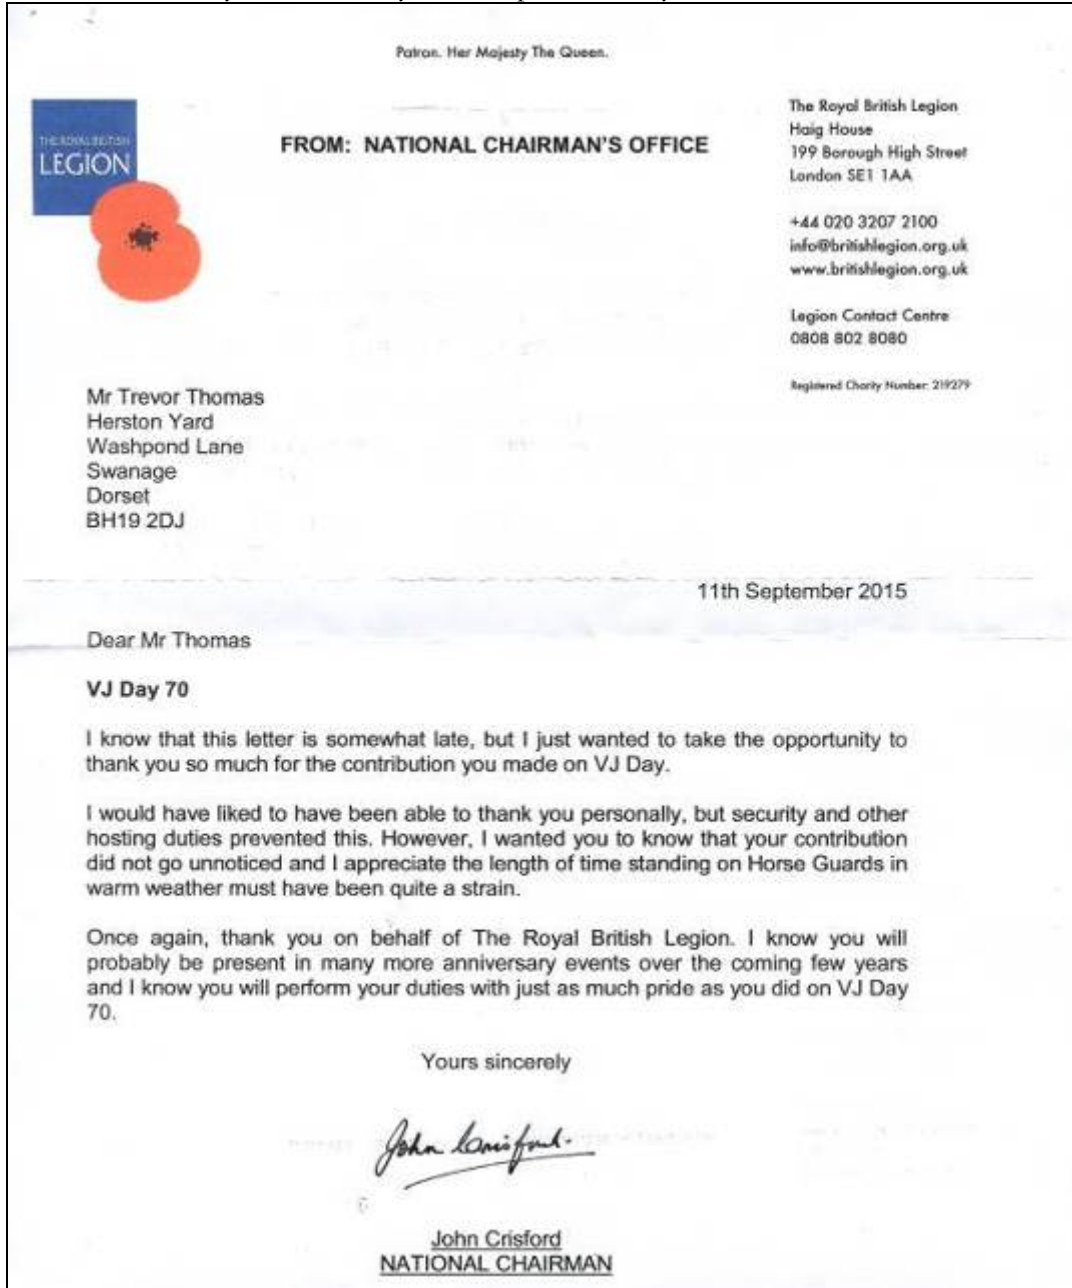 Patron. Her Majesty The Queen.
THE ROYAL BRITISH
LEGION
FROM: NATIONAL CHAIRMAN'S OFFICE
The Royal British Legion
Haig House
199 Borough High Street
London SE1 1AA
+44 020 3207 2100
info@britishlegion.org.uk
www.britishlegion.org.uk
Legion Contact Centre
0808 802 8080
Registered Charity Number: 219279
Mr Trevor Thomas
Herston Yard
Washpond Lane
Swanage
Dorset
BH19 2DJ
11th September 2015
Dear Mr Thomas
VJ Day 70
I know that this letter is somewhat late, but I just wanted to take the opportunity to
thank you so much for the contribution you made on VJ Day.
I would have liked to have been able to thank you personally, but security and other
hosting duties prevented this. However, I wanted you to know that your contribution
did not go unnoticed and I appreciate the length of time standing on Horse Guards in
warm weather must have been quite a strain.
Once again, thank you on behalf of The Royal British Legion. I know you will
probably be present in many more anniversary events over the coming few years
and I know you will perform your duties with just as much pride as you did on VJ Day
70.
Yours sincerely
John Crisford
John Crisford
NATIONAL CHAIRMAN